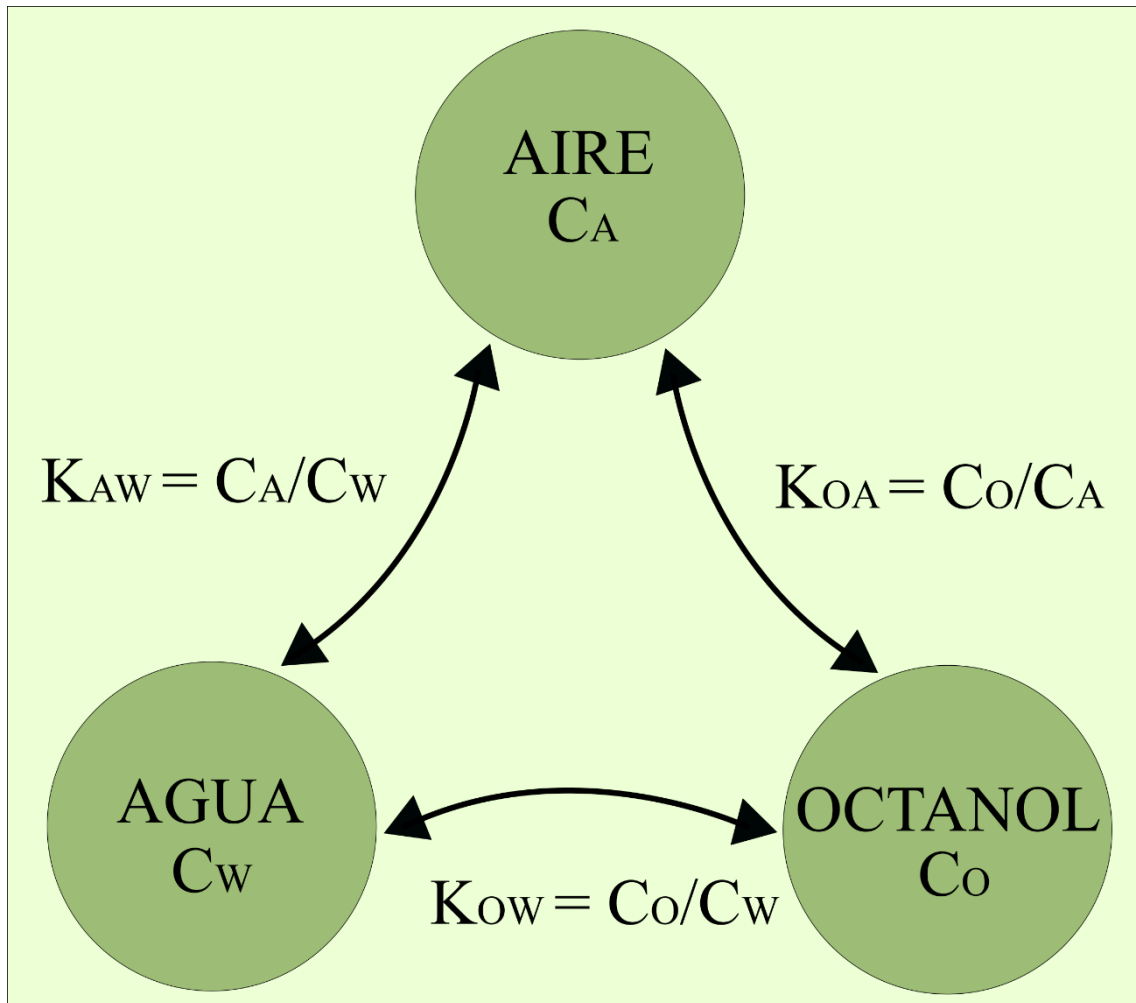 AIRE
CA
KAW = CA/CW
KOA = CO/CA
AGUA
CW
OCTANOL
CO
KOW = CO/CW